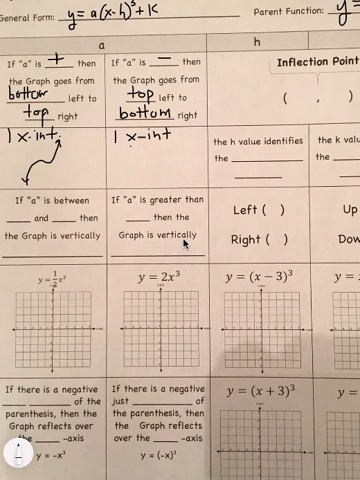 General Form: y = a(x-h)³ + k
Parent Function: y =
a h
If "a" is + then
the Graph goes from
bottom left to
top right
If "a" is − then
the Graph goes from
top left to
bottom right
Inflection Point
( , )
1 x-int.
1 x-int
the h value identifies
the
the k valu
the
If "a" is between
and then
the Graph is vertically
If "a" is greater than
then the
Graph is vertically
Left ( )
Right ( )
Up
Dow
y = 1/2 x³
y = 2x³
y = (x − 3)³
y =
If there is a negative
of the
parenthesis, then the
Graph reflects
over the -axis
y = -x³
If there is a negative
just of
the parenthesis, then
the Graph reflects
over the -axis
y = (-x)³
y = (x + 3)³
y =